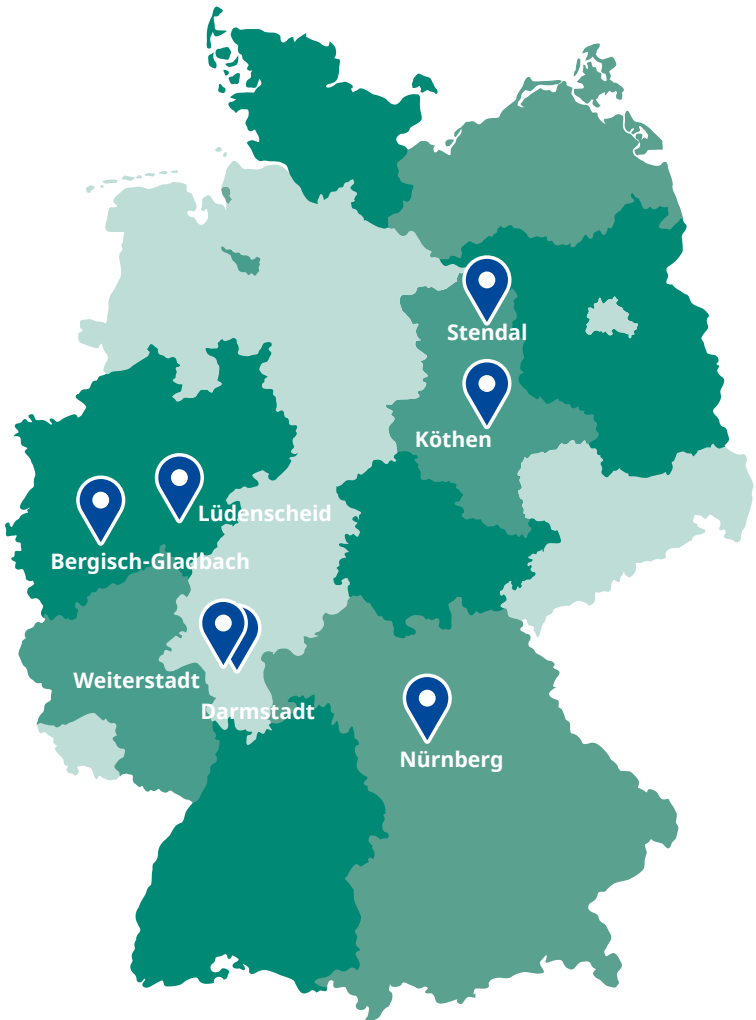 Stendal
Köthen
Lüdenscheid
Bergisch-Gladbach
Weiterstadt
Darmstadt
Nürnberg